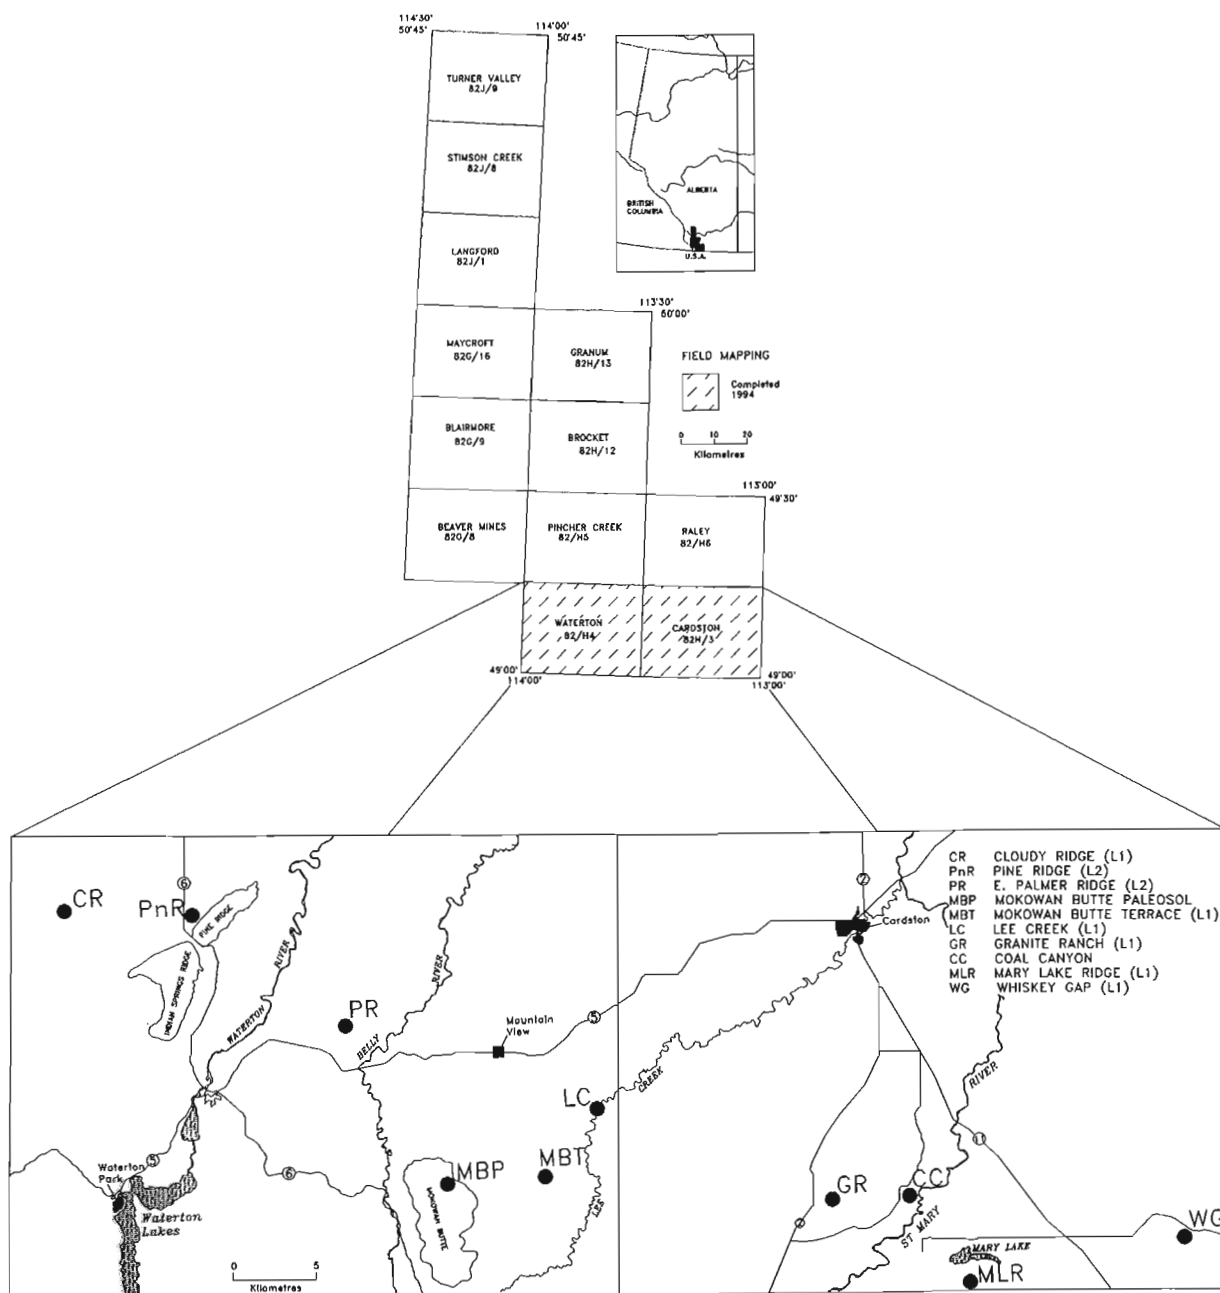 114°30'
50°45'
114°00'
50°45'
TURNER VALLEY
82J/9
STIMSON CREEK
82J/8
LANGFORD
82J/1
ALBERTA
BRITISH
COLUMBIA
U.S.A.
113°30'
50°00'
MAYCROFT
82G/16
GRANUM
82H/13
FIELD MAPPING
Completed
1994
0 10 20
Kilometres
BLAIRMORE
82G/9
BROCKET
82H/12
113°00'
49°30'
BEAVER MINES
82G/8
PINCHER CREEK
82/H5
RALEY
82/H6
WATERTON
82/H4
CARDSTON
82H/3
49°00'
114°00'
49°00'
113°00'
CR CLOUDY RIDGE (L1)
PnR PINE RIDGE (L2)
PR E. PALMER RIDGE (L2)
MBP MOKOWAN BUTTE PALEOSOL
MBT MOKOWAN BUTTE TERRACE (L1)
LC LEE CREEK (L1)
GR GRANITE RANCH (L1)
CC COAL CANYON
MLR MARY LAKE RIDGE (L1)
WG WHISKEY GAP (L1)
6
CR
PnR
PINE RIDGE
INDIAN SPRINGS RIDGE
WATERTON
RIVER
PR
BELLY
RIVER
Mountain
View
5
2
Cardston
LC
CREEK
LEE
MBP
MBT
MOKOWAN BUTTE
6
5
Waterton
Park
Waterton
Lakes
0 5
Kilometres
GR
CC
ST MARY
RIVER
MARY LAKE
MLR
WG